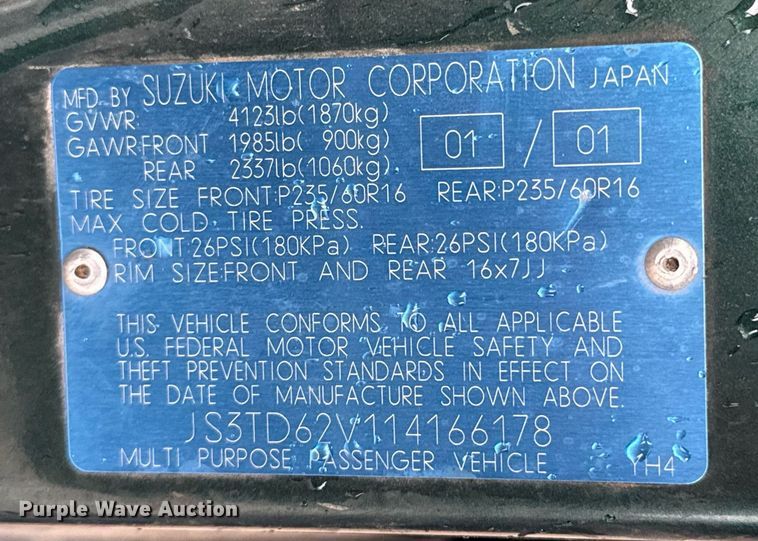 MFD. BY SUZUKI MOTOR CORPORATION JAPAN
GVWR: 4123lb(1870kg)
GAWR:FRONT 1985lb( 900kg) 01 / 01
REAR 2337lb(1060kg)
TIRE SIZE FRONT:P235/60R16 REAR:P235/60R16
MAX COLD TIRE PRESS.
FRONT:26PSI(180KPa) REAR:26PSI(180KPa)
RIM SIZE:FRONT AND REAR 16x7JJ
THIS VEHICLE CONFORMS TO ALL APPLICABLE
U.S. FEDERAL MOTOR VEHICLE SAFETY AND
THEFT PREVENTION STANDARDS IN EFFECT ON
THE DATE OF MANUFACTURE SHOWN ABOVE.
JS3TD62V114166178
MULTI PURPOSE PASSENGER VEHICLE YH4
Purple Wave Auction